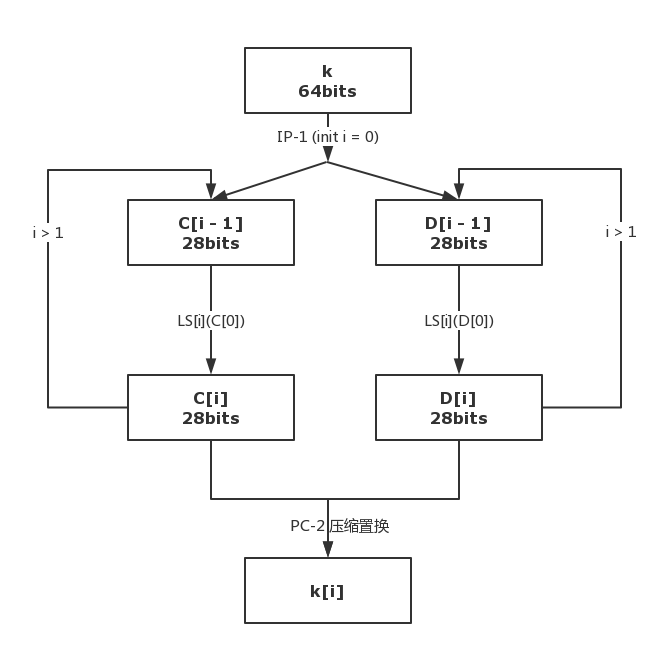 k
64bits
IP-1 (init i = 0)
C[i - 1]
28bits
D[i - 1]
28bits
i > 1
i > 1
LS[i](C[0])
LS[i](D[0])
C[i]
28bits
D[i]
28bits
PC-2 压缩置换
k[i]